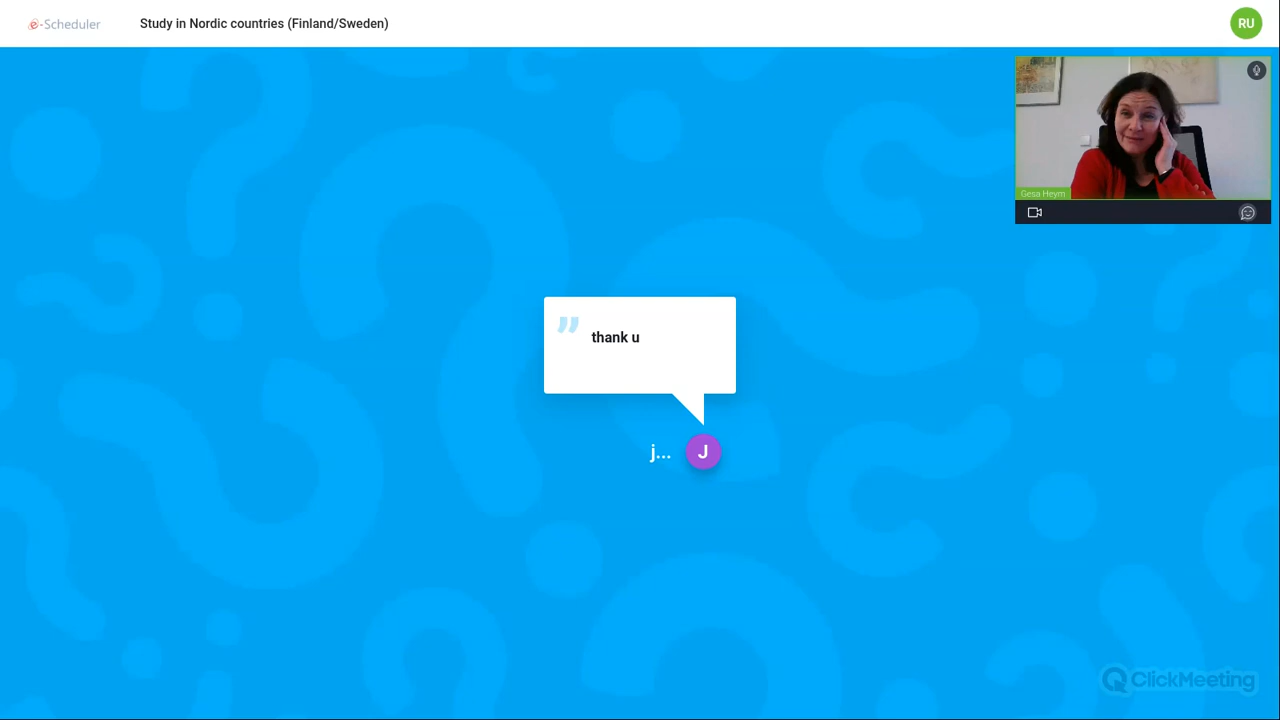 e-Scheduler
Study in Nordic countries (Finland/Sweden)
RU
Gesa Heym
” thank u
j...
J
ClickMeeting